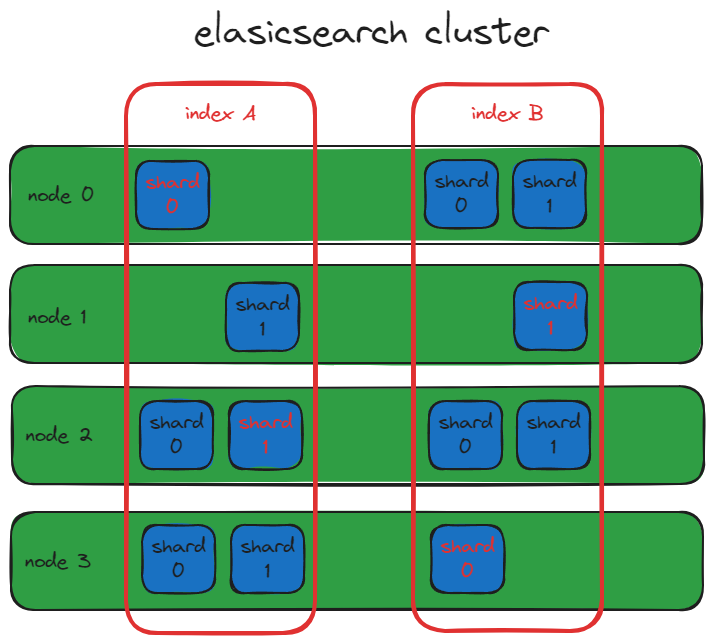 elasicsearch cluster
index A
index B
node 0
shard
0
shard
0
shard
1
node 1
shard
1
shard
1
node 2
shard
0
shard
1
shard
0
shard
1
node 3
shard
0
shard
1
shard
0